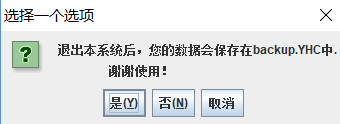 选择一个选项
退出本系统后，您的数据会保存在backup.YHC中.
谢谢使用！
是(Y) 否(N) 取消